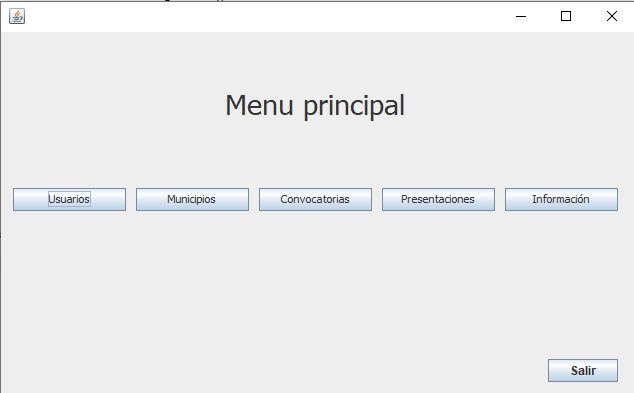 Menu principal
Usuarios Municipios Convocatorias Presentaciones Información
Salir